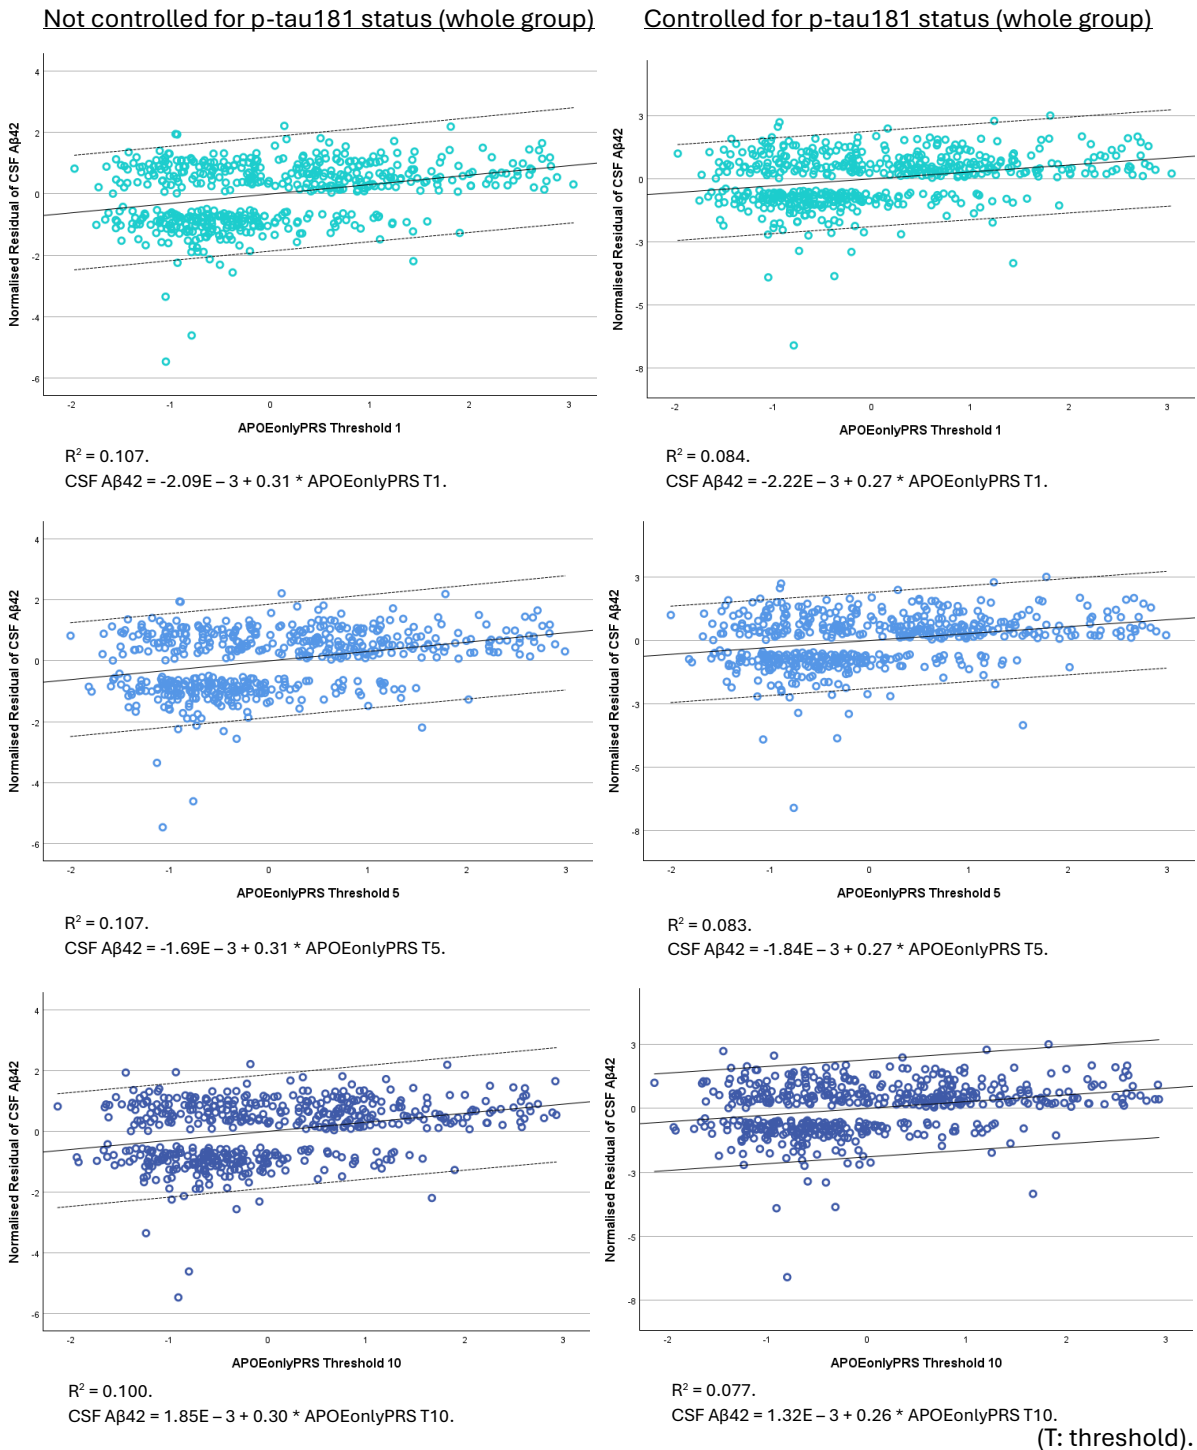 Not controlled for p-tau181 status (whole group)
Controlled for p-tau181 status (whole group)
Normalised Residual of CSF Aβ42
4
2
0
-2
-4
-6
-2 -1 0 1 2 3
APOEonlyPRS Threshold 1
R² = 0.107.
CSF Aβ42 = -2.09E – 3 + 0.31 * APOEonlyPRS T1.
Normalised Residual of CSF Aβ42
3
0
-3
-5
-8
-2 -1 0 1 2 3
APOEonlyPRS Threshold 1
R² = 0.084.
CSF Aβ42 = -2.22E – 3 + 0.27 * APOEonlyPRS T1.
Normalised Residual of CSF Aβ42
4
2
0
-2
-4
-6
-2 -1 0 1 2 3
APOEonlyPRS Threshold 5
R² = 0.107.
CSF Aβ42 = -1.69E – 3 + 0.31 * APOEonlyPRS T5.
Normalised Residual of CSF Aβ42
3
0
-3
-5
-8
-2 -1 0 1 2 3
APOEonlyPRS Threshold 5
R² = 0.083.
CSF Aβ42 = -1.84E – 3 + 0.27 * APOEonlyPRS T5.
Normalised Residual of CSF Aβ42
4
2
0
-2
-4
-6
-2 -1 0 1 2 3
APOEonlyPRS Threshold 10
R² = 0.100.
CSF Aβ42 = 1.85E – 3 + 0.30 * APOEonlyPRS T10.
Normalised Residual of CSF Aβ42
3
0
-3
-5
-8
-2 -1 0 1 2 3
APOEonlyPRS Threshold 10
R² = 0.077.
CSF Aβ42 = 1.32E – 3 + 0.26 * APOEonlyPRS T10.
(T: threshold).